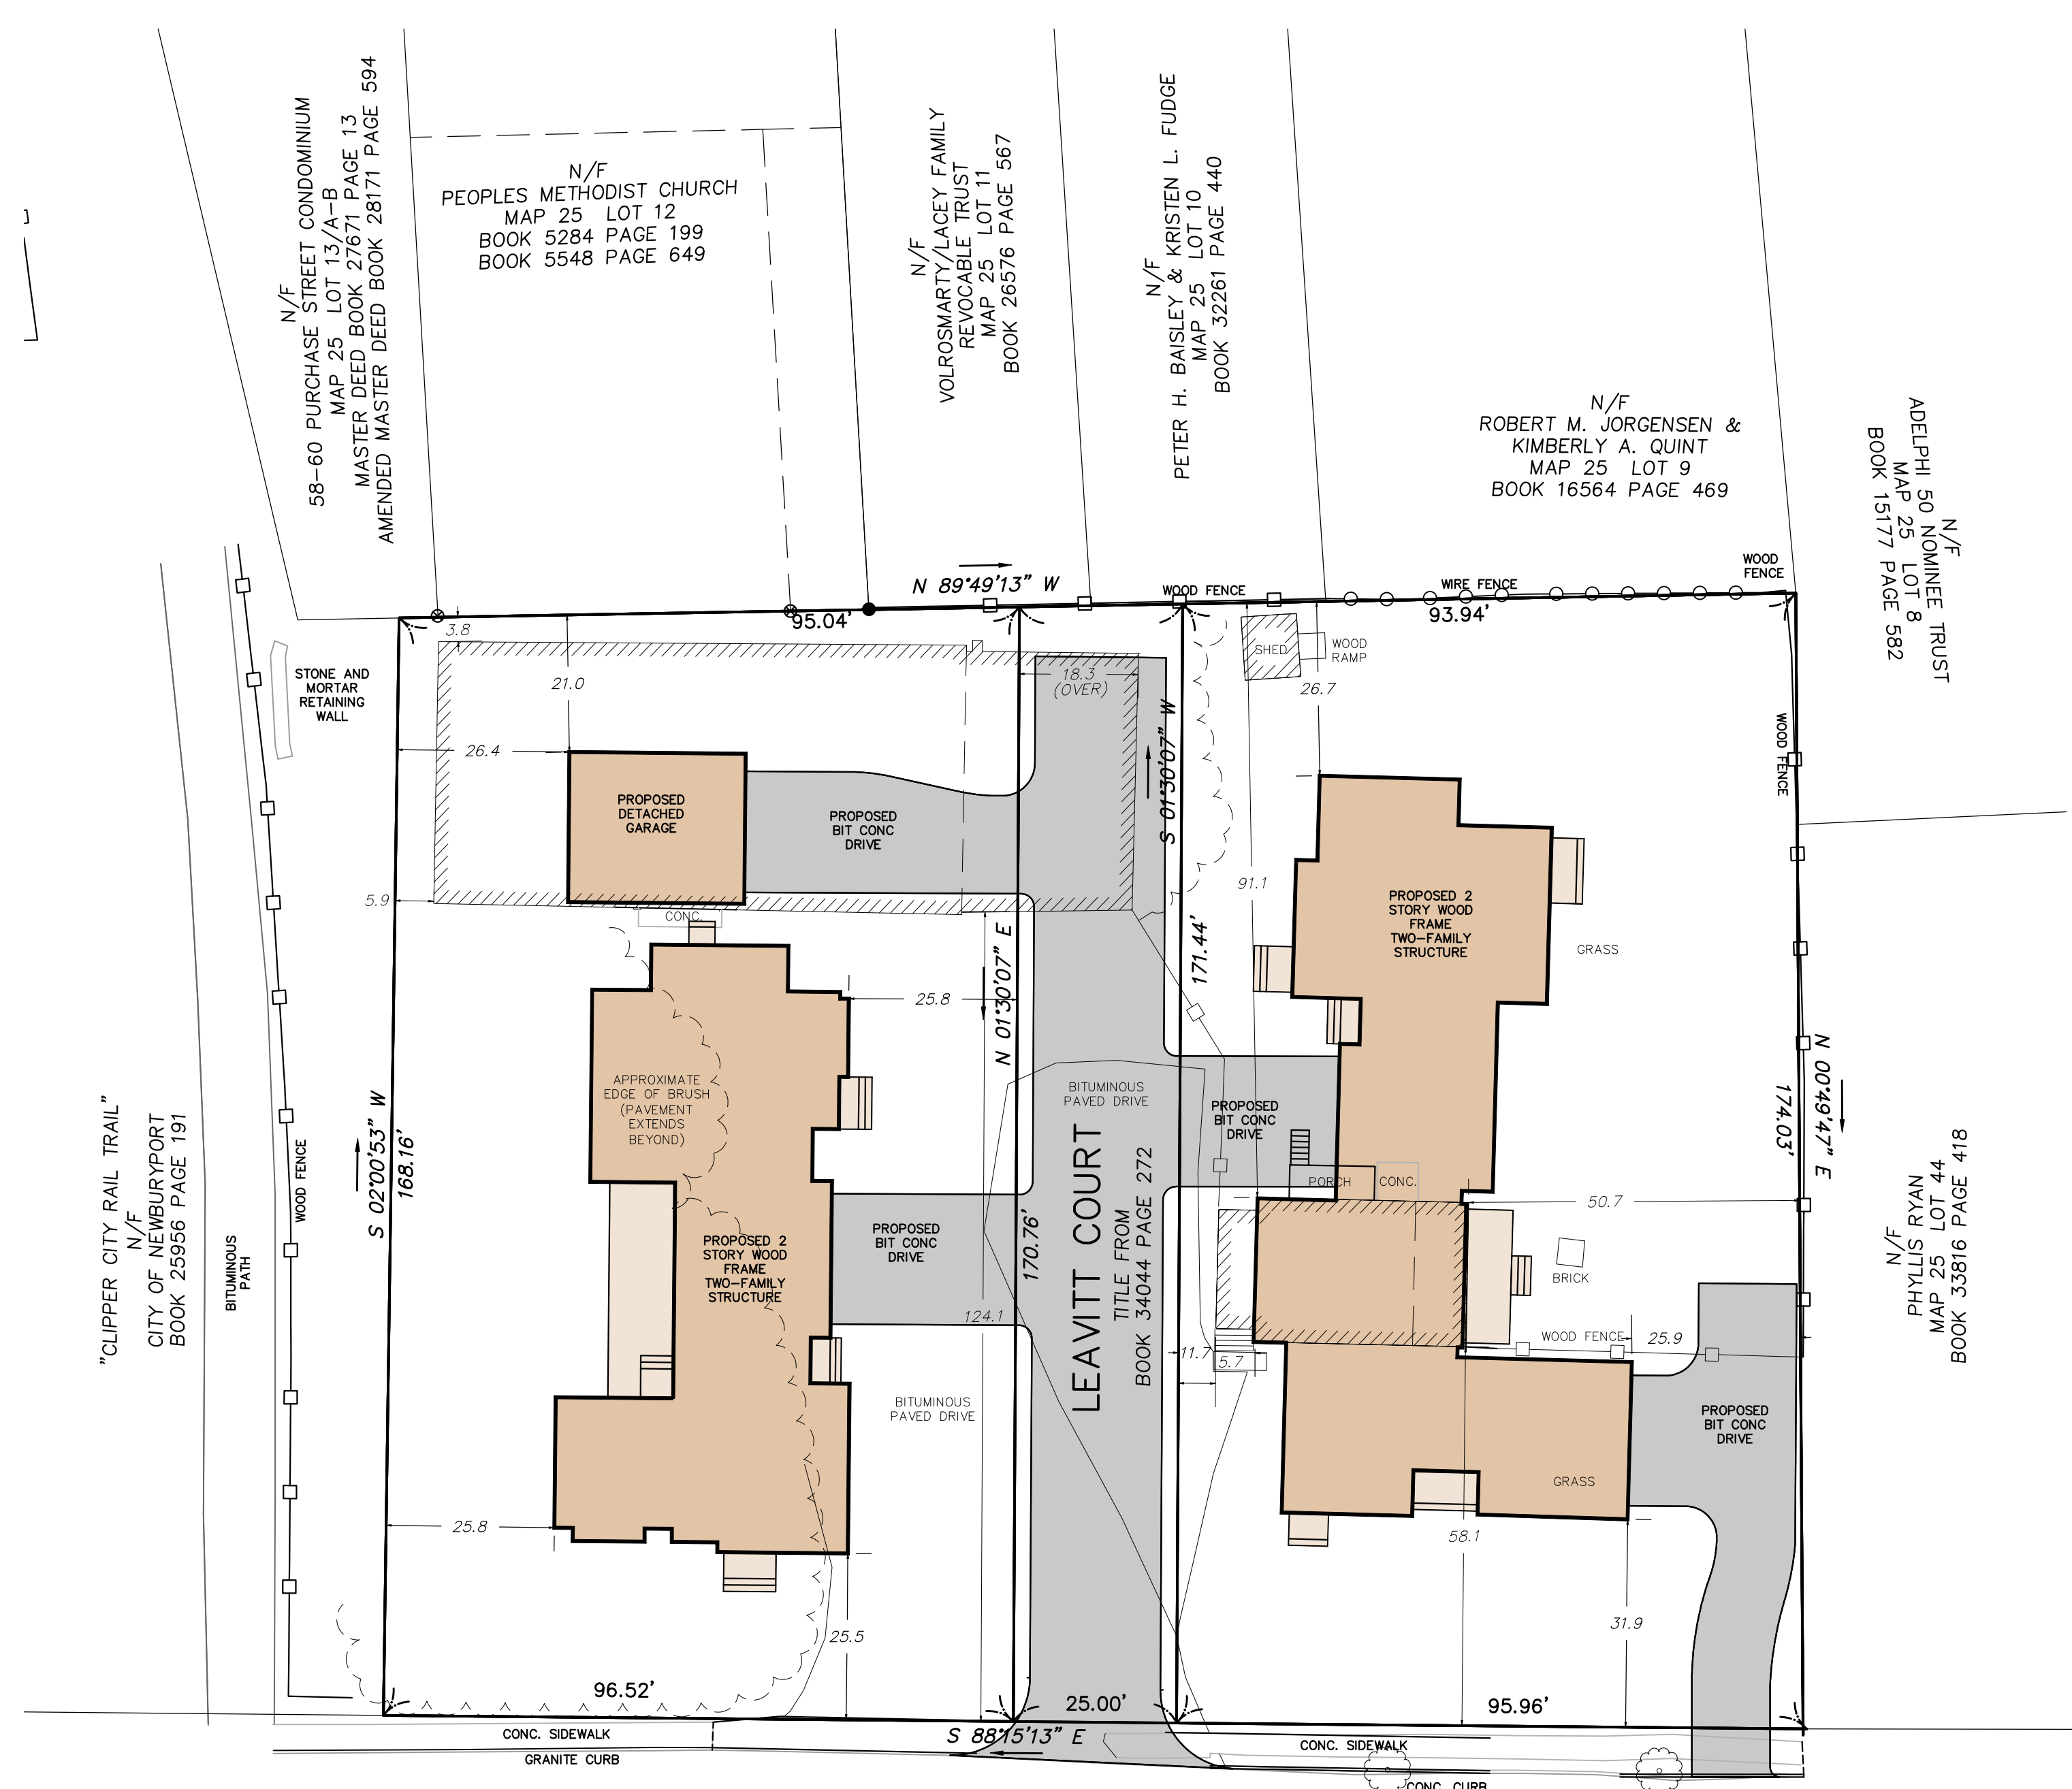 N/F
58-60 PURCHASE STREET CONDOMINIUM
MAP 25 LOT 13/A-B
MASTER DEED BOOK 27671 PAGE 13
AMENDED MASTER DEED BOOK 28171 PAGE 594
N/F
PEOPLES METHODIST CHURCH
MAP 25 LOT 12
BOOK 5284 PAGE 199
BOOK 5548 PAGE 649
N/F
VOLROSMARTY/LACEY FAMILY
REVOCABLE TRUST
MAP 25 LOT 11
BOOK 26576 PAGE 567
N/F
PETER H. BAISLEY & KRISTEN L. FUDGE
MAP 25 LOT 10
BOOK 32261 PAGE 440
N/F
ROBERT M. JORGENSEN &
KIMBERLY A. QUINT
MAP 25 LOT 9
BOOK 16564 PAGE 469
N/F
ADELPHI 50 NOMINEE TRUST
MAP 25 LOT 8
BOOK 15177 PAGE 582
N 89°49'13" W
WOOD FENCE
WIRE FENCE
WOOD
FENCE
95.04'
93.94'
3.8
STONE AND
MORTAR
RETAINING
WALL
21.0
18.3
(OVER)
SHED
WOOD
RAMP
26.7
26.4
S 01°30'07" W
WOOD FENCE
PROPOSED
DETACHED
GARAGE
PROPOSED
BIT CONC
DRIVE
5.9
CONC.
91.1
PROPOSED 2
STORY WOOD
FRAME
TWO-FAMILY
STRUCTURE
GRASS
171.44'
25.8
N 01°30'07" E
APPROXIMATE
EDGE OF BRUSH
(PAVEMENT
EXTENDS
BEYOND)
BITUMINOUS
PAVED DRIVE
PROPOSED
BIT CONC
DRIVE
N 00°49'47" E
174.03'
S 02°00'53" W
168.16'
WOOD FENCE
"CLIPPER CITY RAIL TRAIL"
N/F
CITY OF NEWBURYPORT
BOOK 25956 PAGE 191
BITUMINOUS
PATH
PORCH
CONC.
50.7
PROPOSED 2
STORY WOOD
FRAME
TWO-FAMILY
STRUCTURE
PROPOSED
BIT CONC
DRIVE
170.76'
LEAVITT COURT
TITLE FROM
BOOK 34044 PAGE 272
124.1
BRICK
N/F
PHYLLIS RYAN
MAP 25 LOT 44
BOOK 33816 PAGE 418
11.7
5.7
WOOD FENCE
25.9
BITUMINOUS
PAVED DRIVE
PROPOSED
BIT CONC
DRIVE
GRASS
25.8
58.1
25.5
31.9
96.52'
25.00'
95.96'
CONC. SIDEWALK
S 88°15'13" E
CONC. SIDEWALK
GRANITE CURB
CONC. CURB